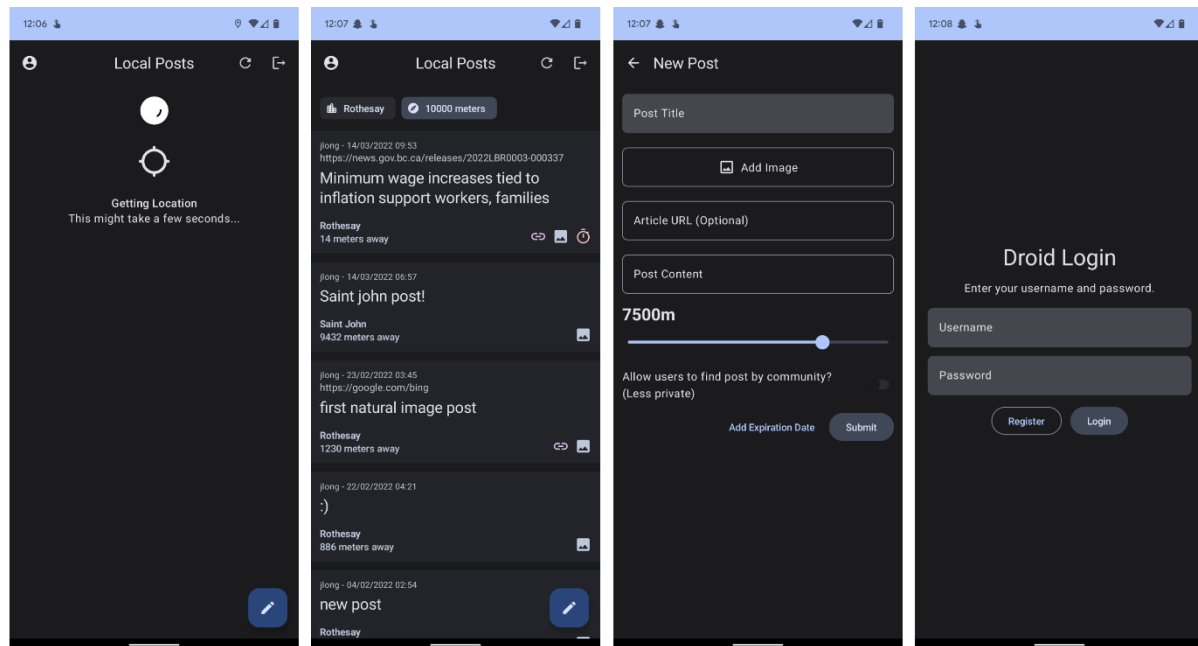 12:06
Local Posts
Getting Location
This might take a few seconds...
12:07
Local Posts
Rothesay
10000 meters
jlong - 14/03/2022 09:53
https://news.gov.bc.ca/releases/2022LBR0003-000337
Minimum wage increases tied to
inflation support workers, families
Rothesay
14 meters away
jlong - 14/03/2022 06:57
Saint john post!
Saint John
9432 meters away
jlong - 23/02/2022 03:45
https://google.com/bing
first natural image post
Rothesay
1230 meters away
jlong - 22/02/2022 04:21
:)
Rothesay
886 meters away
jlong - 04/02/2022 02:54
new post
Rothesay
12:07
New Post
Post Title
Add Image
Article URL (Optional)
Post Content
7500m
Allow users to find post by community?
(Less private)
Add Expiration Date
Submit
12:08
Droid Login
Enter your username and password.
Username
Password
Register
Login